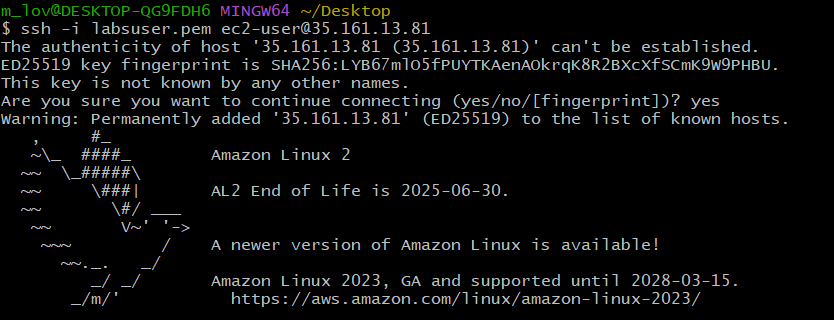 m_lov@DESKTOP-QG9FDH6 MINGW64 ~/Desktop
$ ssh -i labsuser.pem ec2-user@35.161.13.81
The authenticity of host '35.161.13.81 (35.161.13.81)' can't be established.
ED25519 key fingerprint is SHA256:LYB67mlO5fPUYTKAenAOkrqK8R2BXcXfSCmK9W9PHBU.
This key is not known by any other names.
Are you sure you want to continue connecting (yes/no/[fingerprint])? yes
Warning: Permanently added '35.161.13.81' (ED25519) to the list of known hosts.
   ,     #_
   ~\_  ####_        Amazon Linux 2
  ~~  \_#####\
  ~~     \###|       AL2 End of Life is 2025-06-30.
  ~~       \#/ ___
   ~~       V~' '->
    ~~~         /    A newer version of Amazon Linux is available!
      ~~._.   _/
         _/ _/       Amazon Linux 2023, GA and supported until 2028-03-15.
       _/m/'           https://aws.amazon.com/linux/amazon-linux-2023/